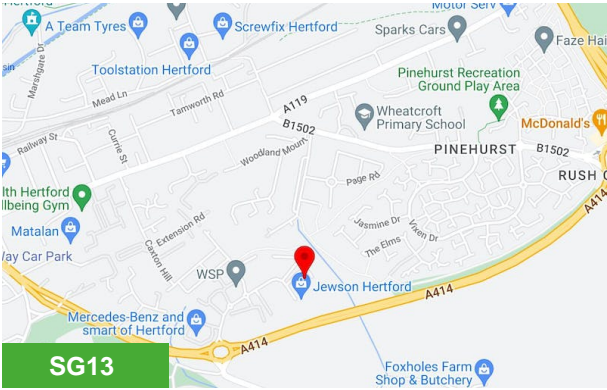 Hertford
Motor Serv
A Team Tyres
Screwfix Hertford
Sparks Cars
Faze Hai
Toolstation Hertford
Marshgate Dr
sin
Pinehurst Recreation
Ground Play Area
Mead Ln
Tamworth Rd
A119
B1502
Wheatcroft
Primary School
McDonald's
Railway St
Currie St
Woodland Mount
PINEHURST
B1502
Page Rd
RUSH G
lth Hertford
llbeing Gym
A414
Matalan
Extension Rd
Jasmine Dr
Vixen Dr
The Elms
Jay Car Park
Caxton Hill
WSP
Jewson Hertford
A414
Mercedes-Benz and
smart of Hertford
A414
SG13
Foxholes Farm
Shop & Butchery